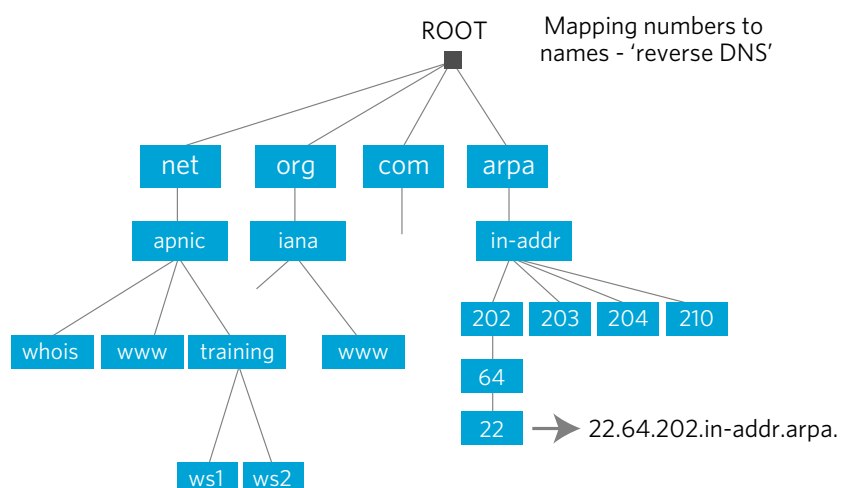 ROOT
Mapping numbers to
names - ‘reverse DNS’
net
org
com
arpa
apnic
iana
in-addr
202
203
204
210
whois
www
training
www
64
22
22.64.202.in-addr.arpa.
ws1
ws2